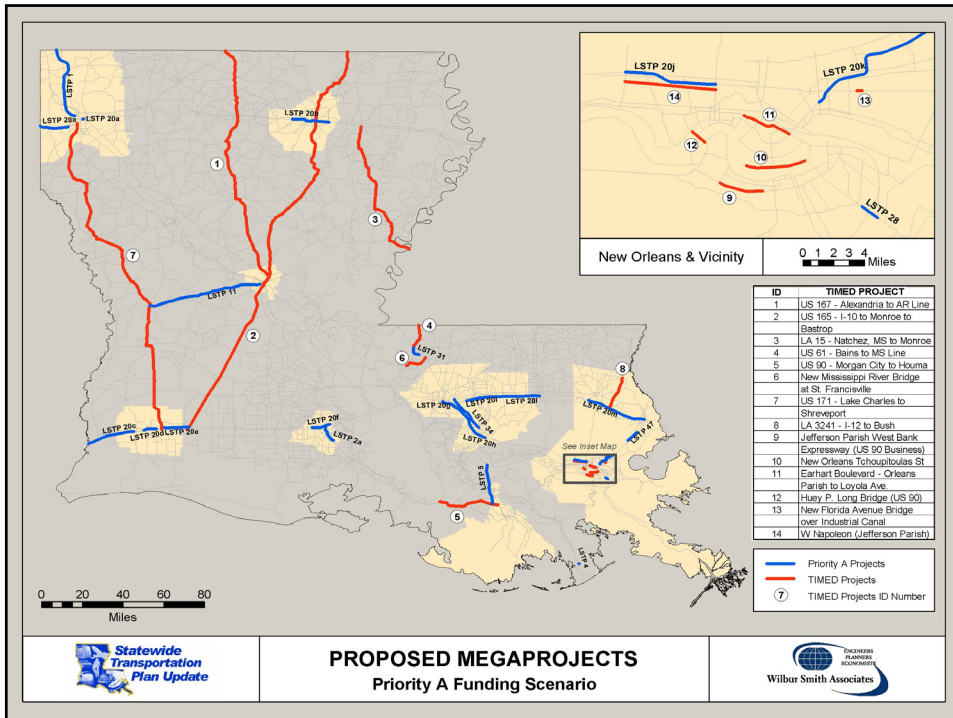 LSTP 1
LSTP 20a
LSTP 20a
LSTP 20b
1
3
7
LSTP 11
2
4
LSTP 31
6
8
LSTP 20g
LSTP 20i
LSTP 20l
LSTP 20m
LSTP 34
LSTP 20h
LSTP 47
LSTP 20c
LSTP 20d
LSTP 20e
LSTP 20f
LSTP 2a
See Inset Map
LSTP 5
5
LSTP 4
LSTP 20j
LSTP 20k
14
13
11
12
10
9
LSTP 28
New Orleans & Vicinity
0 1 2 3 4
Miles
ID TIMED PROJECT
1 US 167 - Alexandria to AR Line
2 US 165 - I-10 to Monroe to
Bastrop
3 LA 15 - Natchez, MS to Monroe
4 US 61 - Bains to MS Line
5 US 90 - Morgan City to Houma
6 New Mississippi River Bridge
at St. Francisville
7 US 171 - Lake Charles to
Shreveport
8 LA 3241 - I-12 to Bush
9 Jefferson Parish West Bank
Expressway (US 90 Business)
10 New Orleans Tchoupitoulas St
11 Earhart Boulevard - Orleans
Parish to Loyola Ave.
12 Huey P. Long Bridge (US 90)
13 New Florida Avenue Bridge
over Industrial Canal
14 W Napoleon (Jefferson Parish)
Priority A Projects
TIMED Projects
7 TIMED Projects ID Number
0 20 40 60 80
Miles
Statewide
Transportation
Plan Update
PROPOSED MEGAPROJECTS
Priority A Funding Scenario
ENGINEERS
PLANNERS
ECONOMISTS
Wilbur Smith Associates